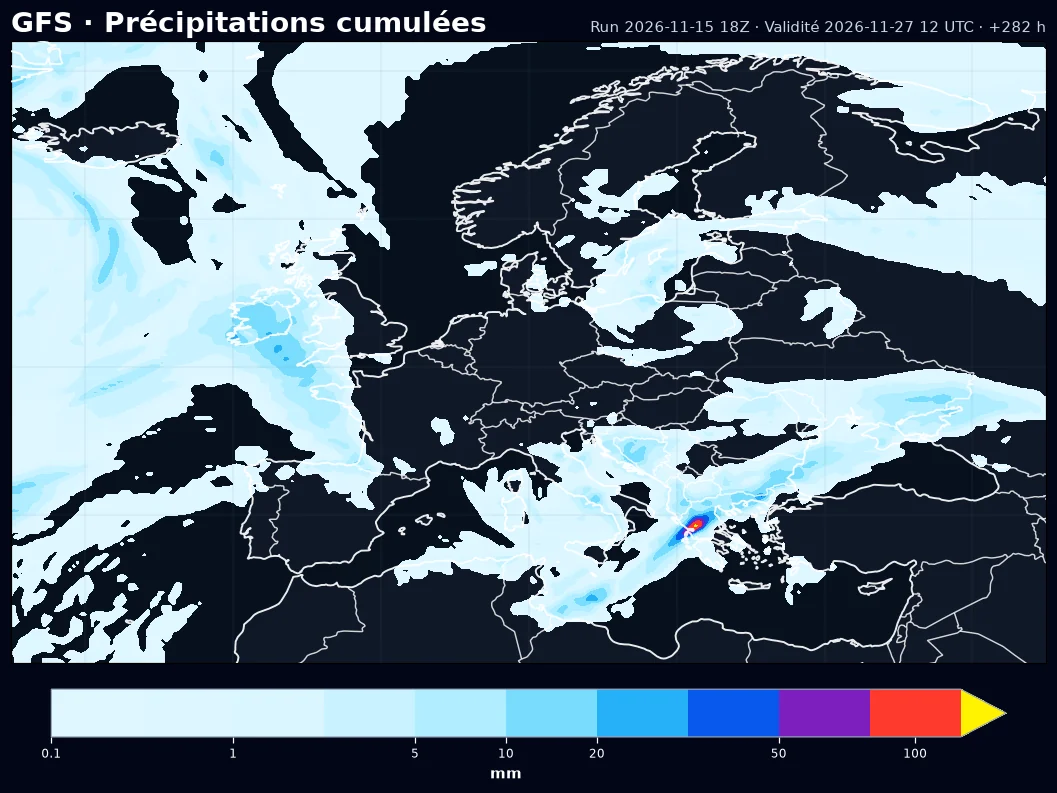 GFS · Précipitations cumulées
Run 2026-11-15 18Z · Validité 2026-11-27 12 UTC · +282 h
0.1 1 5 10 20 50 100
mm